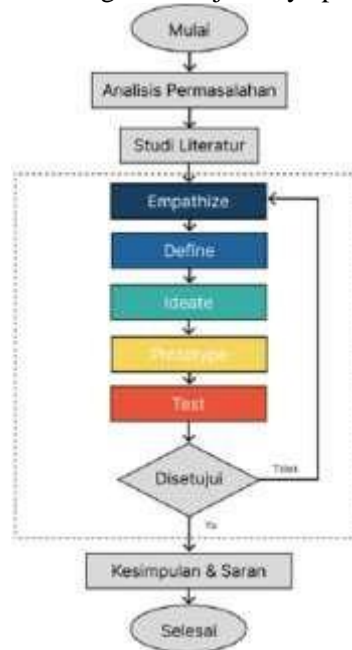 Mulai
Analisis Permasalahan
Studi Literatur
Empathize
Define
Ideate
Prototype
Test
Disetujui
Tidak
Ya
Kesimpulan & Saran
Selesai